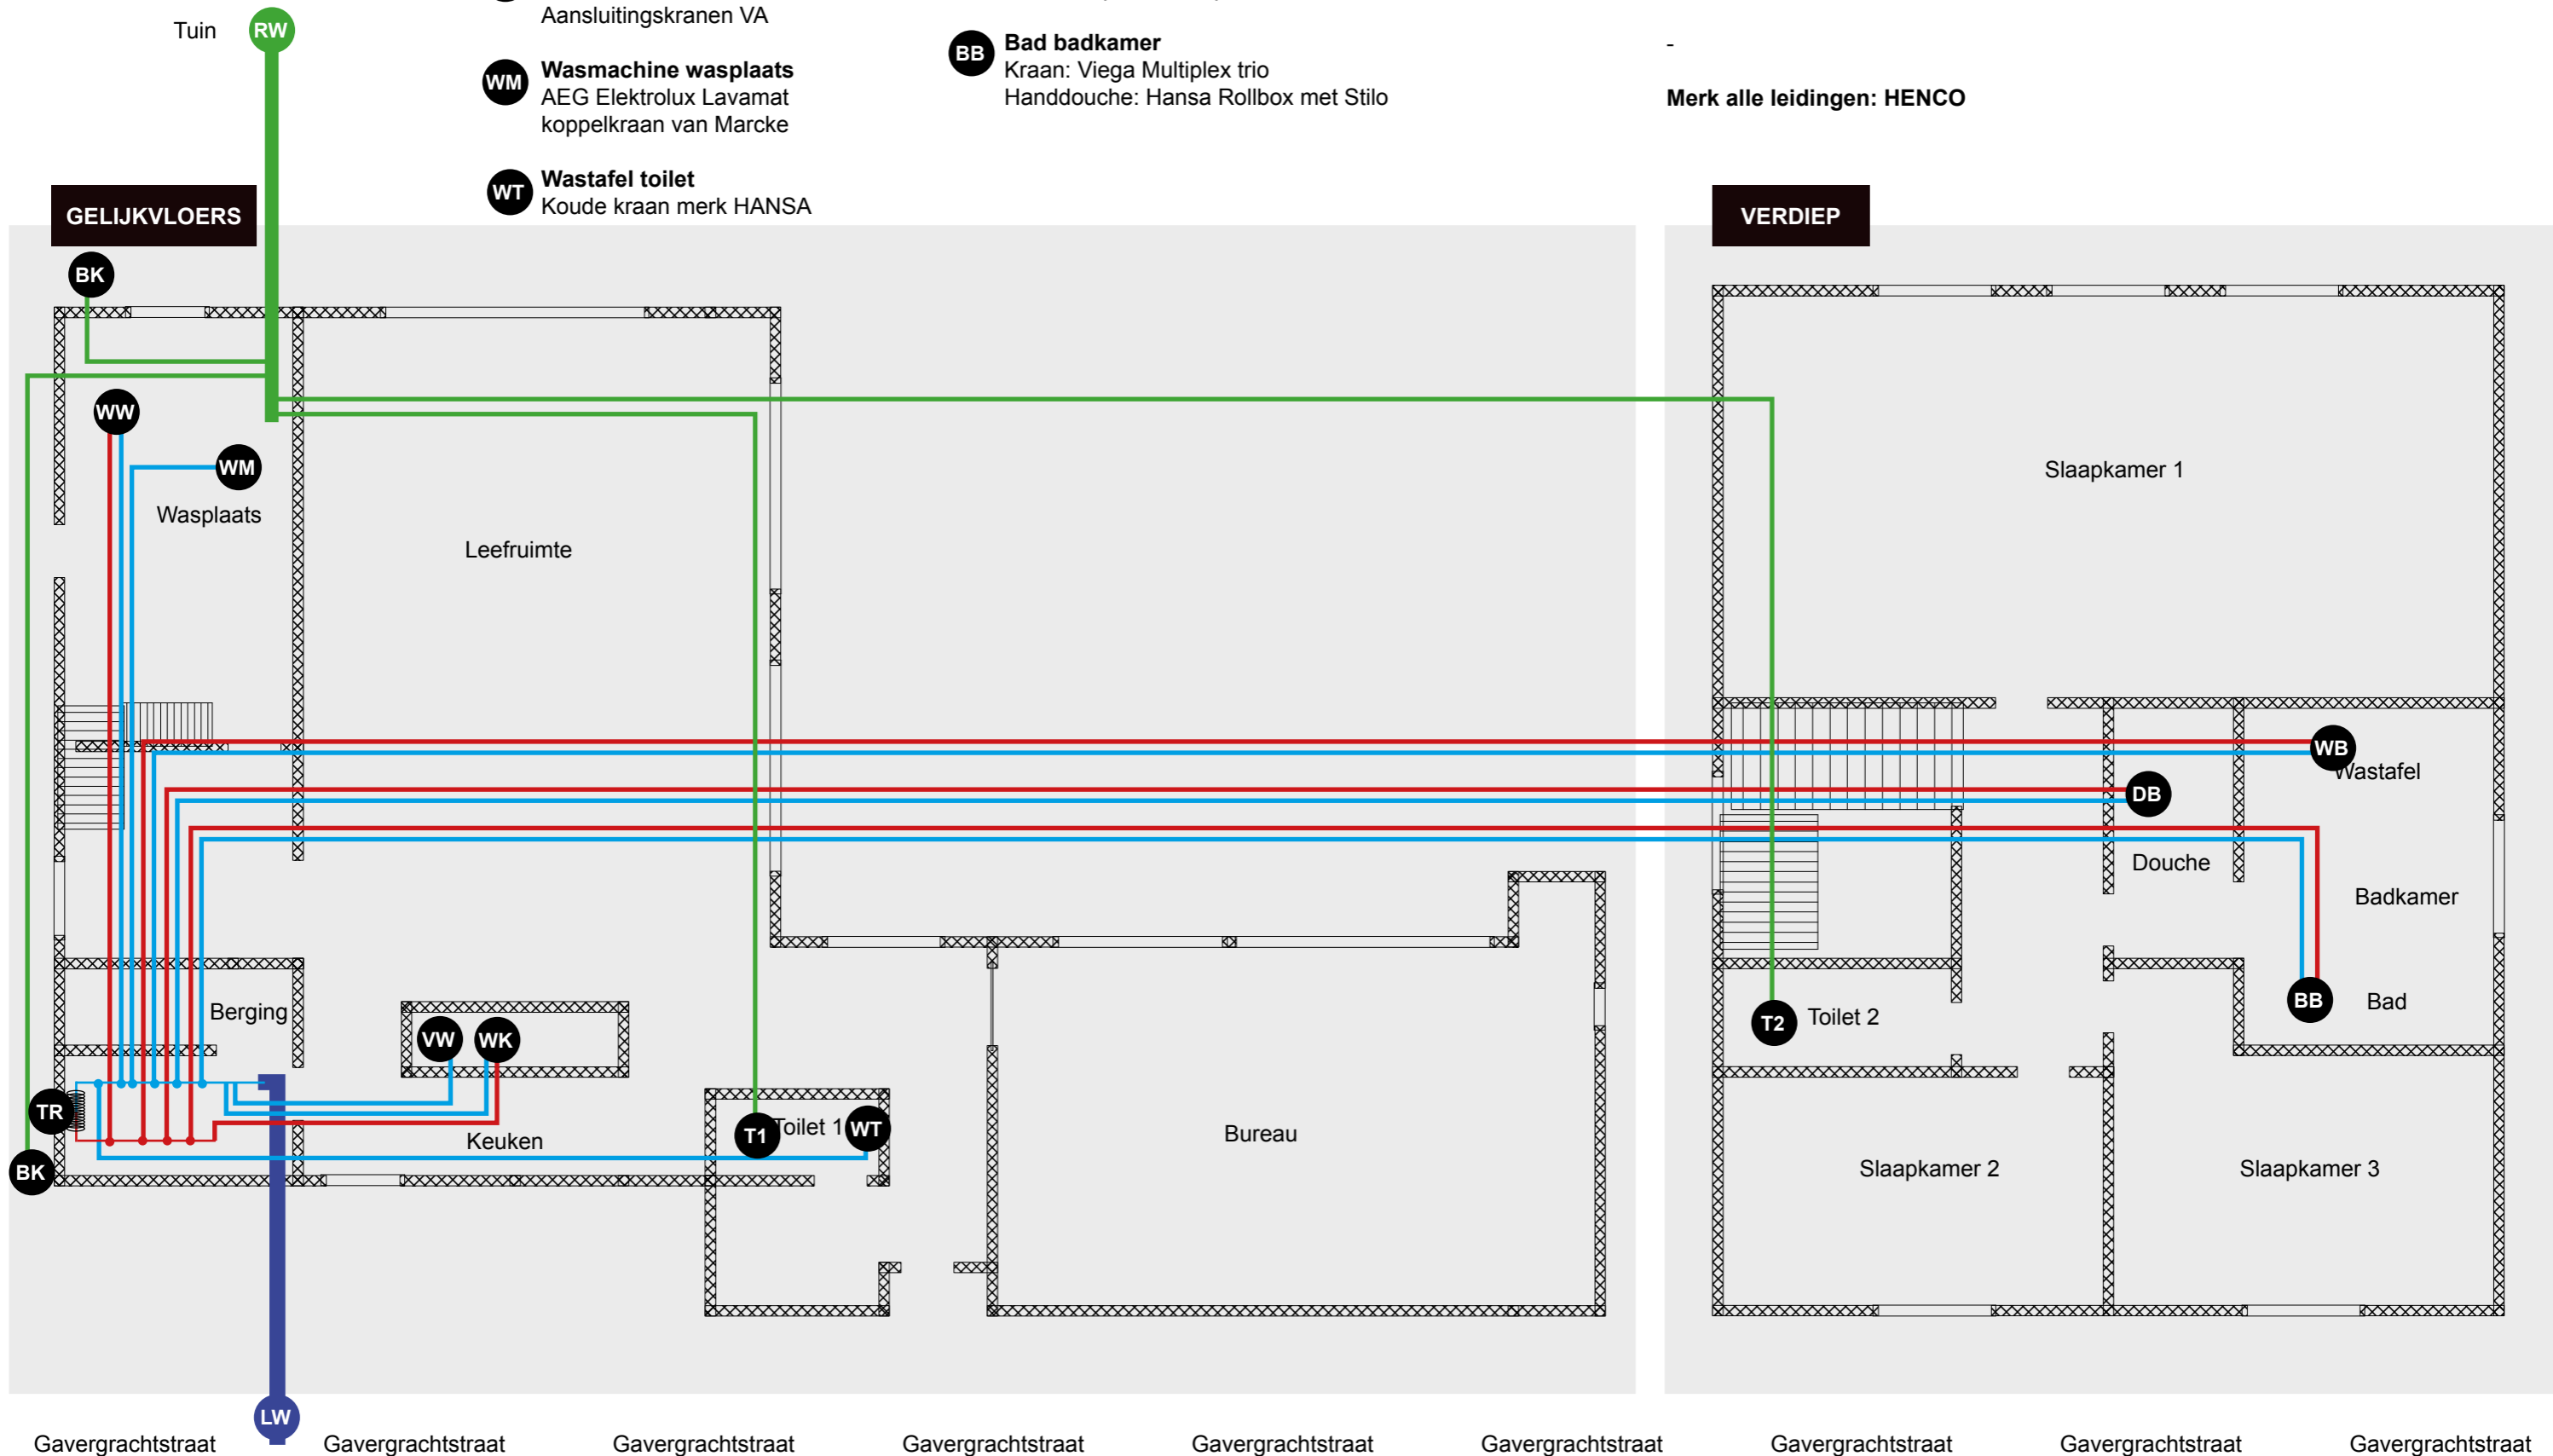 Aansluitingskranen VA
Tuin
RW
BB
Bad badkamer
Kraan: Viega Multiplex trio
Handdouche: Hansa Rollbox met Stilo
-
WM
Wasmachine wasplaats
AEG Elektrolux Lavamat
koppelkraan van Marcke
Merk alle leidingen: HENCO
WT
Wastafel toilet
Koude kraan merk HANSA
GELIJKVLOERS
VERDIEP
BK
WW
WM
Wasplaats
Leefruimte
Slaapkamer 1
WB
Wastafel
DB
Douche
Badkamer
BB
Bad
T2
Toilet 2
Berging
VW
WK
TR
Keuken
T1
Toilet 1
WT
Bureau
BK
Slaapkamer 2
Slaapkamer 3
LW
Gavergrachtstraat
Gavergrachtstraat
Gavergrachtstraat
Gavergrachtstraat
Gavergrachtstraat
Gavergrachtstraat
Gavergrachtstraat
Gavergrachtstraat
Gavergrachtstraat